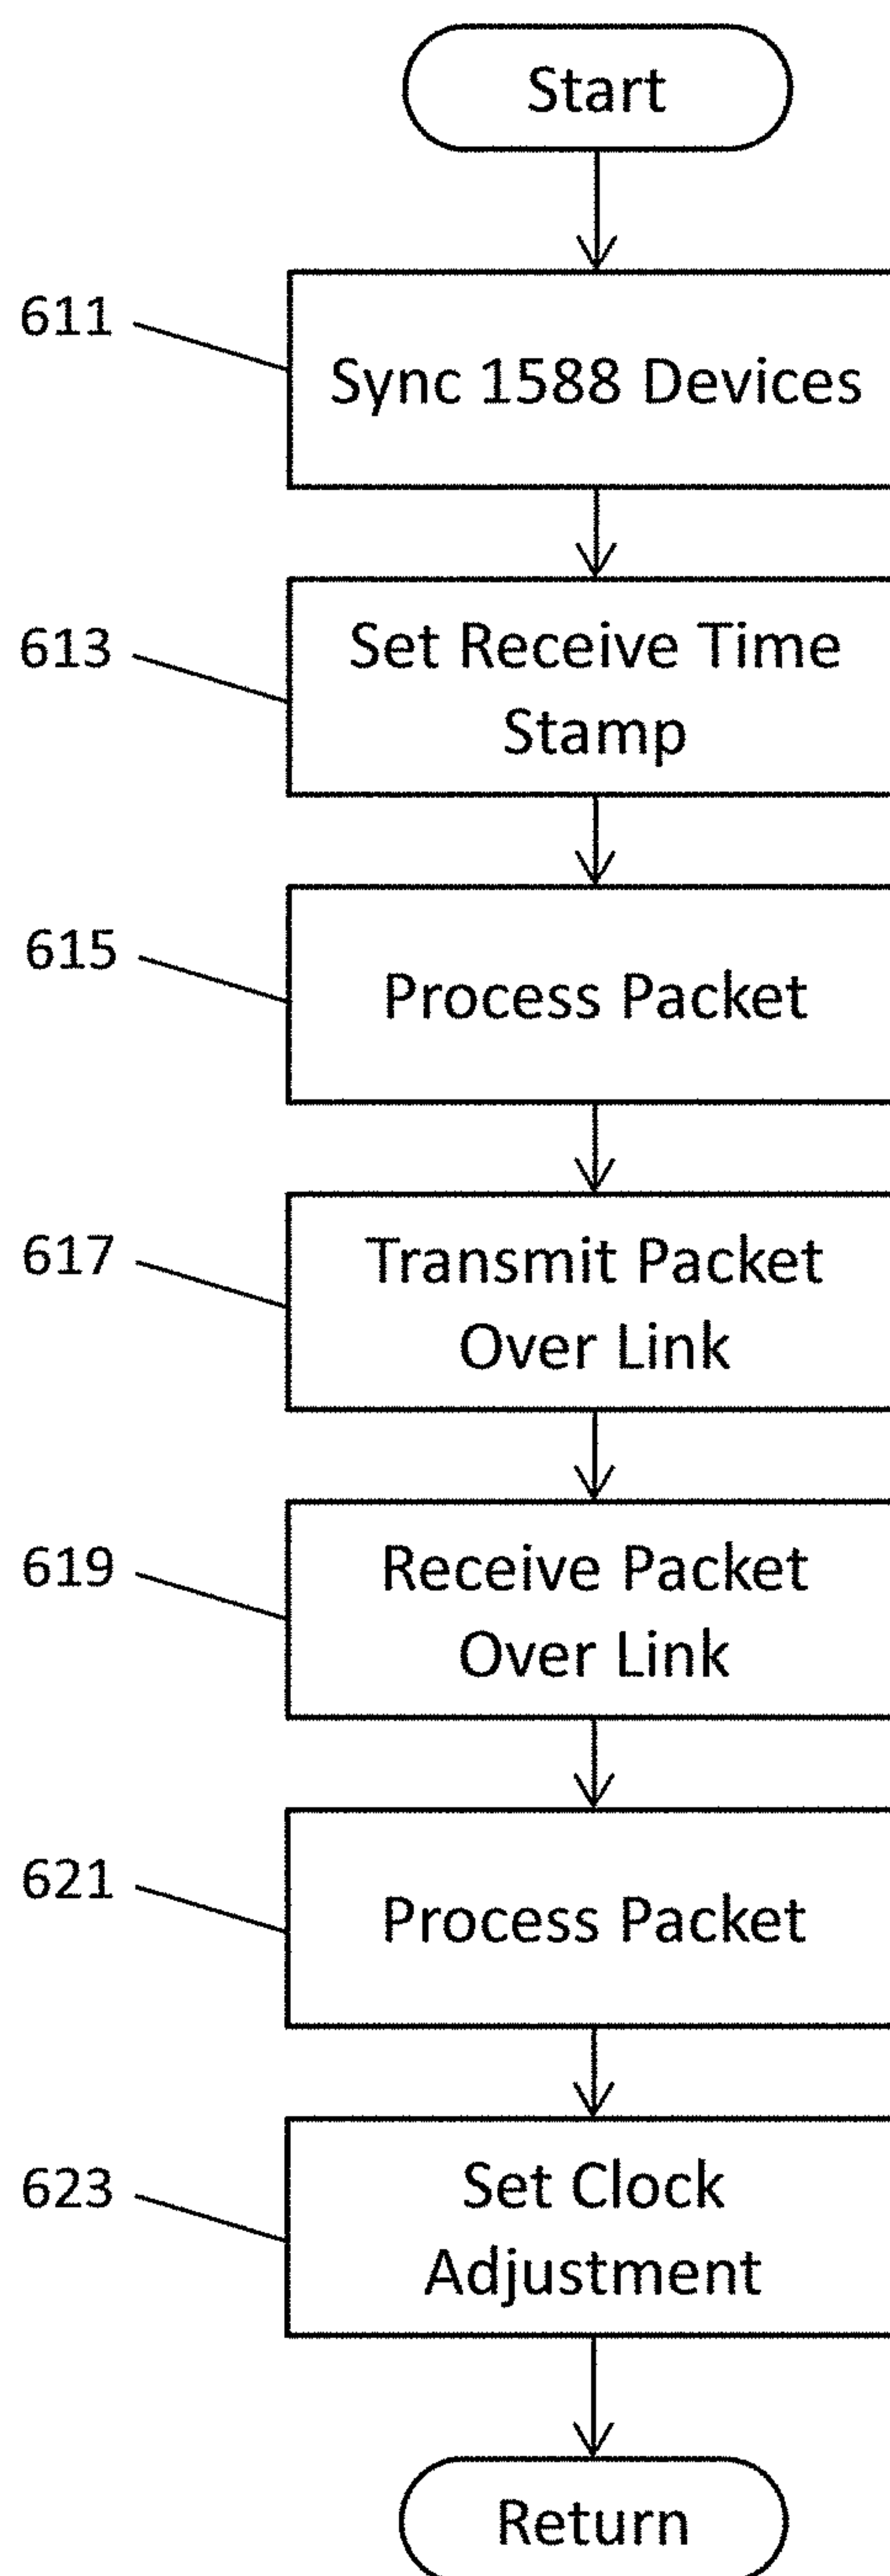 Start
611
Sync 1588 Devices
613
Set Receive Time
Stamp
615
Process Packet
617
Transmit Packet
Over Link
619
Receive Packet
Over Link
621
Process Packet
623
Set Clock
Adjustment
Return